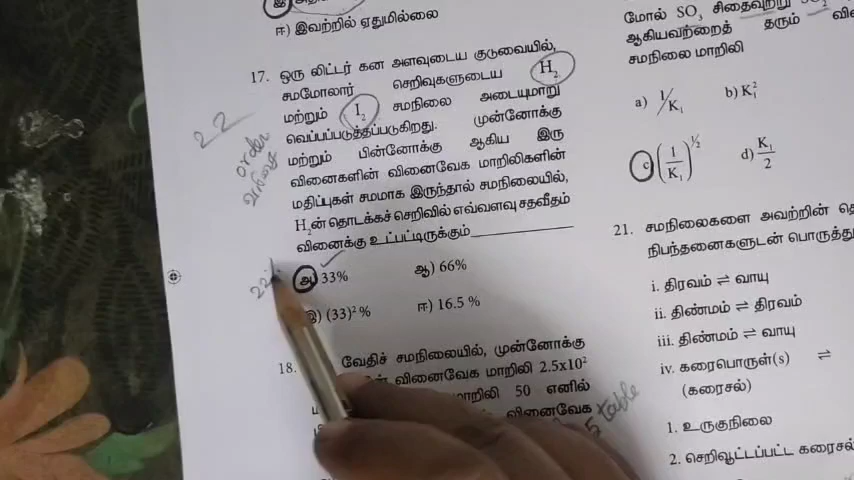 ஈ) இவற்றில் ஏதுமில்லை
17. ஒரு லிட்டர் கன அளவுடைய குடுவையில்,
சமமோலார் செறிவுகளுடைய H2
மற்றும் I2 சமநிலை அடையுமாறு
வெப்பப்படுத்தப்படுகிறது. முன்னோக்கு
மற்றும் பின்னோக்கு ஆகிய இரு
வினைகளின் வினைவேக மாறிலிகளின்
மதிப்புகள் சமமாக இருந்தால் சமநிலையில்,
H2ன் தொடக்கச் செறிவில் எவ்வளவு சதவீதம்
வினைக்கு உட்பட்டிருக்கும்
அ) 33% ஆ) 66%
இ) (33)² % ஈ) 16.5 %
22
order
வரிசை
18. வேதிச் சமநிலையில், முன்னோக்கு
வினைவேக மாறிலி 2.5x10²
மாறிலி 50 எனில்
வினைவேக
5 table
மோல் SO3 சிதைவுற்று
ஆகியவற்றைத் தரும்
சமநிலை மாறிலி
a) 1/K1 b) K1²
c) (1/K1)^1/2 d) K1/2
21. சமநிலைகளை அவற்றின்
நிபந்தனைகளுடன்
i. திரவம் ⇌ வாயு
ii. திண்மம் ⇌ திரவம்
iii. திண்மம் ⇌ வாயு
iv. கரைபொருள்(s) ⇌
(கரைசல்)
1. உருகுநிலை
2. செறிவூட்டப்பட்ட கரைசல்